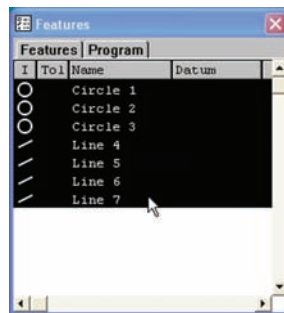 Features
Features | Program
I Tol Name Datum
Circle 1
Circle 2
Circle 3
Line 4
Line 5
Line 6
Line 7